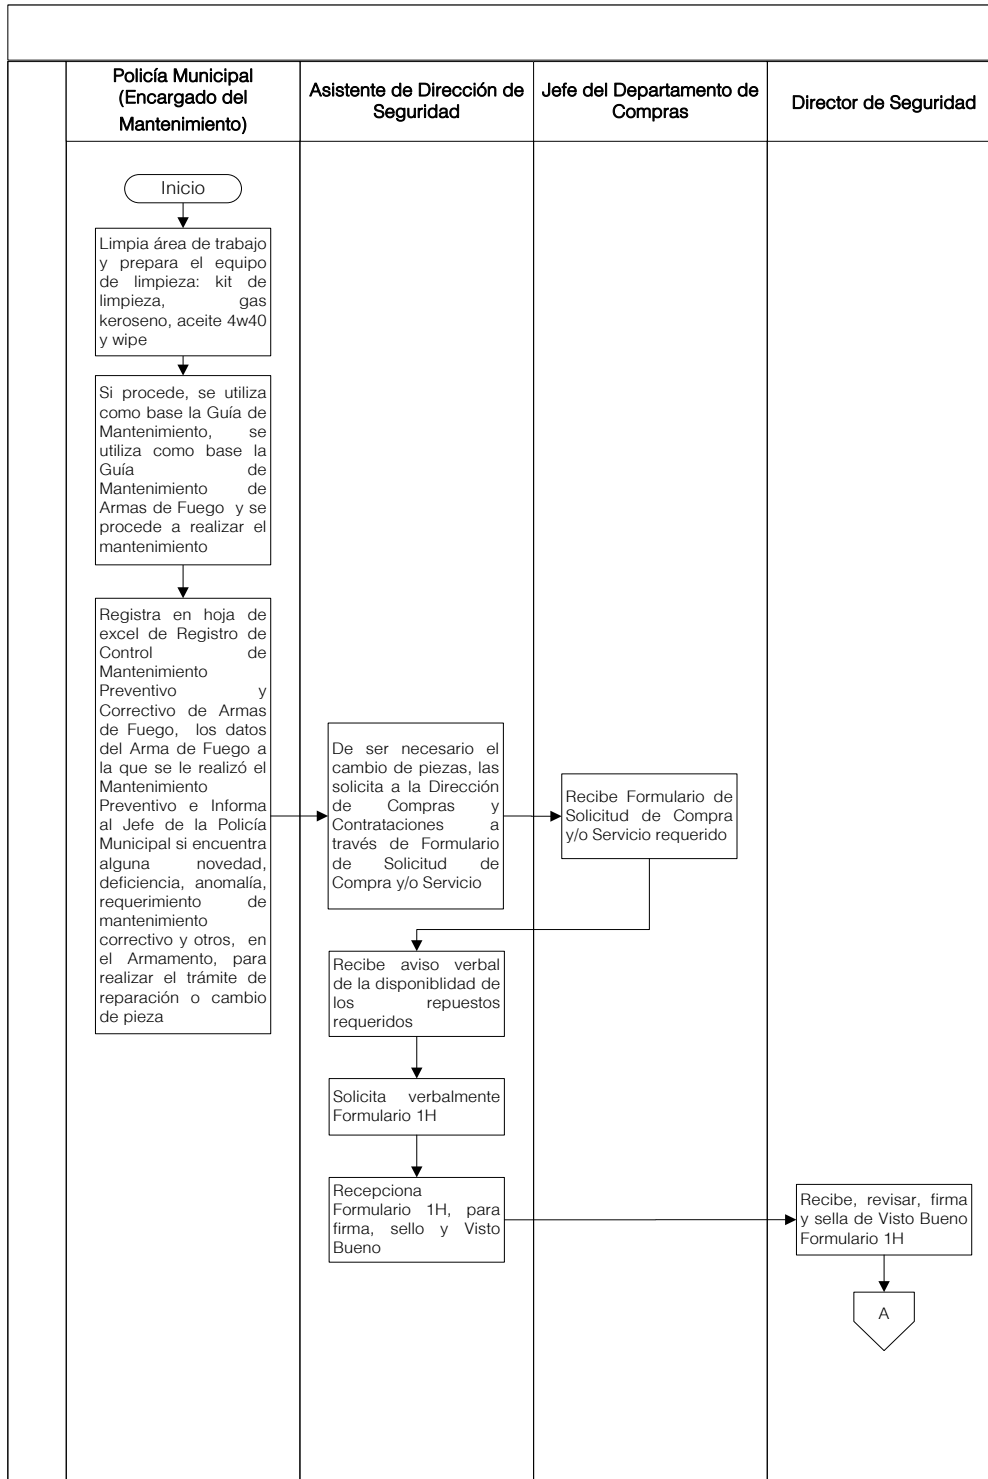 Policía Municipal
(Encargado del
Mantenimiento)
Asistente de Dirección de
Seguridad
Jefe del Departamento de
Compras
Director de Seguridad
Inicio
Limpia área de trabajo
y prepara el equipo
de limpieza: kit de
limpieza, gas
keroseno, aceite 4w40
y wipe
Si procede, se utiliza
como base la Guía de
Mantenimiento, se
utiliza como base la
Guía de
Mantenimiento de
Armas de Fuego y se
procede a realizar el
mantenimiento
Registra en hoja de
excel de Registro de
Control de
Mantenimiento
Preventivo y
Correctivo de Armas
de Fuego, los datos
del Arma de Fuego a
la que se le realizó el
Mantenimiento
Preventivo e Informa
al Jefe de la Policía
Municipal si encuentra
alguna novedad,
deficiencia, anomalía,
requerimiento de
mantenimiento
correctivo y otros, en
el Armamento, para
realizar el trámite de
reparación o cambio
de pieza
De ser necesario el
cambio de piezas, las
solicita a la Dirección
de Compras y
Contrataciones a
través de Formulario
de Solicitud de
Compra y/o Servicio
Recibe Formulario de
Solicitud de Compra
y/o Servicio requerido
Recibe aviso verbal
de la disponiblidad de
los repuestos
requeridos
Solicita verbalmente
Formulario 1H
Recepciona
Formulario 1H, para
firma, sello y Visto
Bueno
Recibe, revisar, firma
y sella de Visto Bueno
Formulario 1H
A